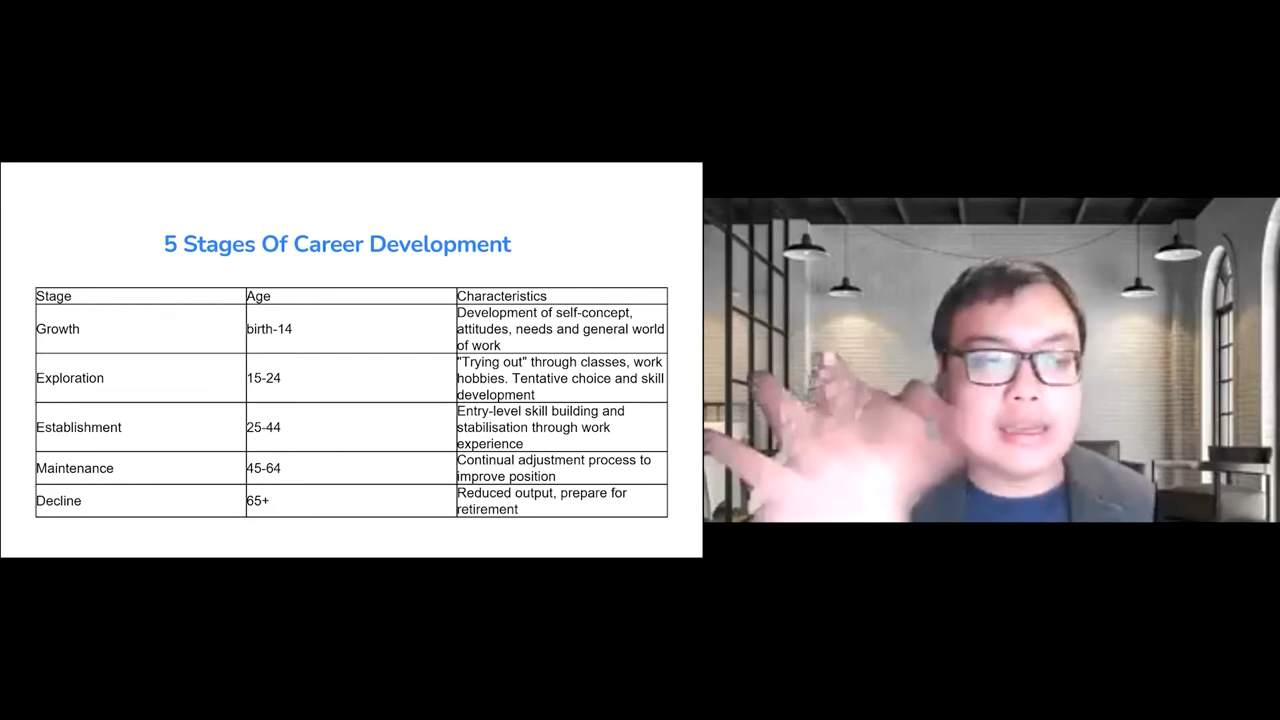 5 Stages Of Career Development
Stage Age Characteristics
Growth birth-14 Development of self-concept,
attitudes, needs and general world
of work
Exploration 15-24 "Trying out" through classes, work
hobbies. Tentative choice and skill
development
Establishment 25-44 Entry-level skill building and
stabilisation through work
experience
Maintenance 45-64 Continual adjustment process to
improve position
Decline 65+ Reduced output, prepare for
retirement